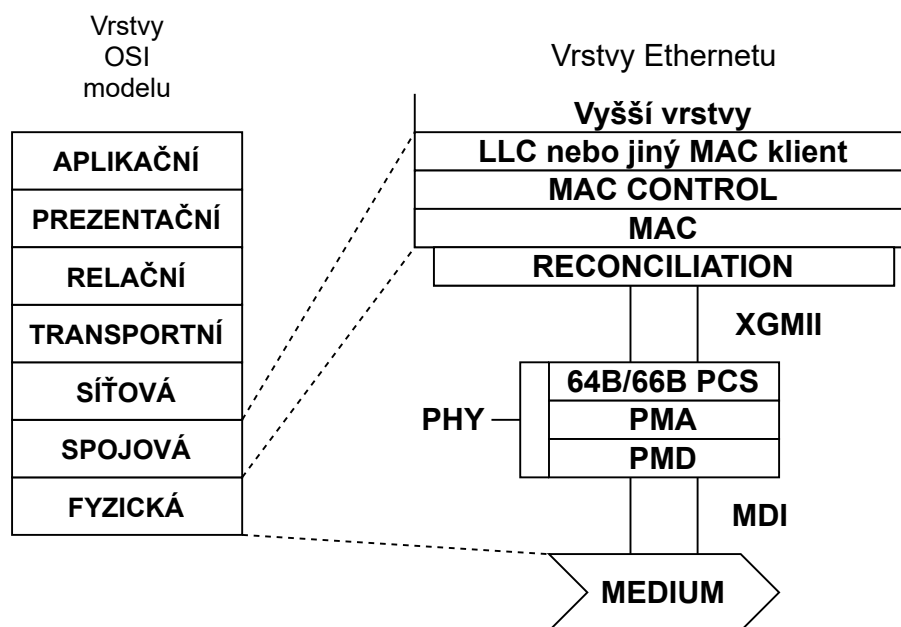 Vrstvy
OSI
modelu
APLIKAČNÍ
PREZENTAČNÍ
RELAČNÍ
TRANSPORTNÍ
SÍŤOVÁ
SPOJOVÁ
FYZICKÁ
Vrstvy Ethernetu
Vyšší vrstvy
LLC nebo jiný MAC klient
MAC CONTROL
MAC
RECONCILIATION
XGMII
64B/66B PCS
PHY
PMA
PMD
MDI
MEDIUM